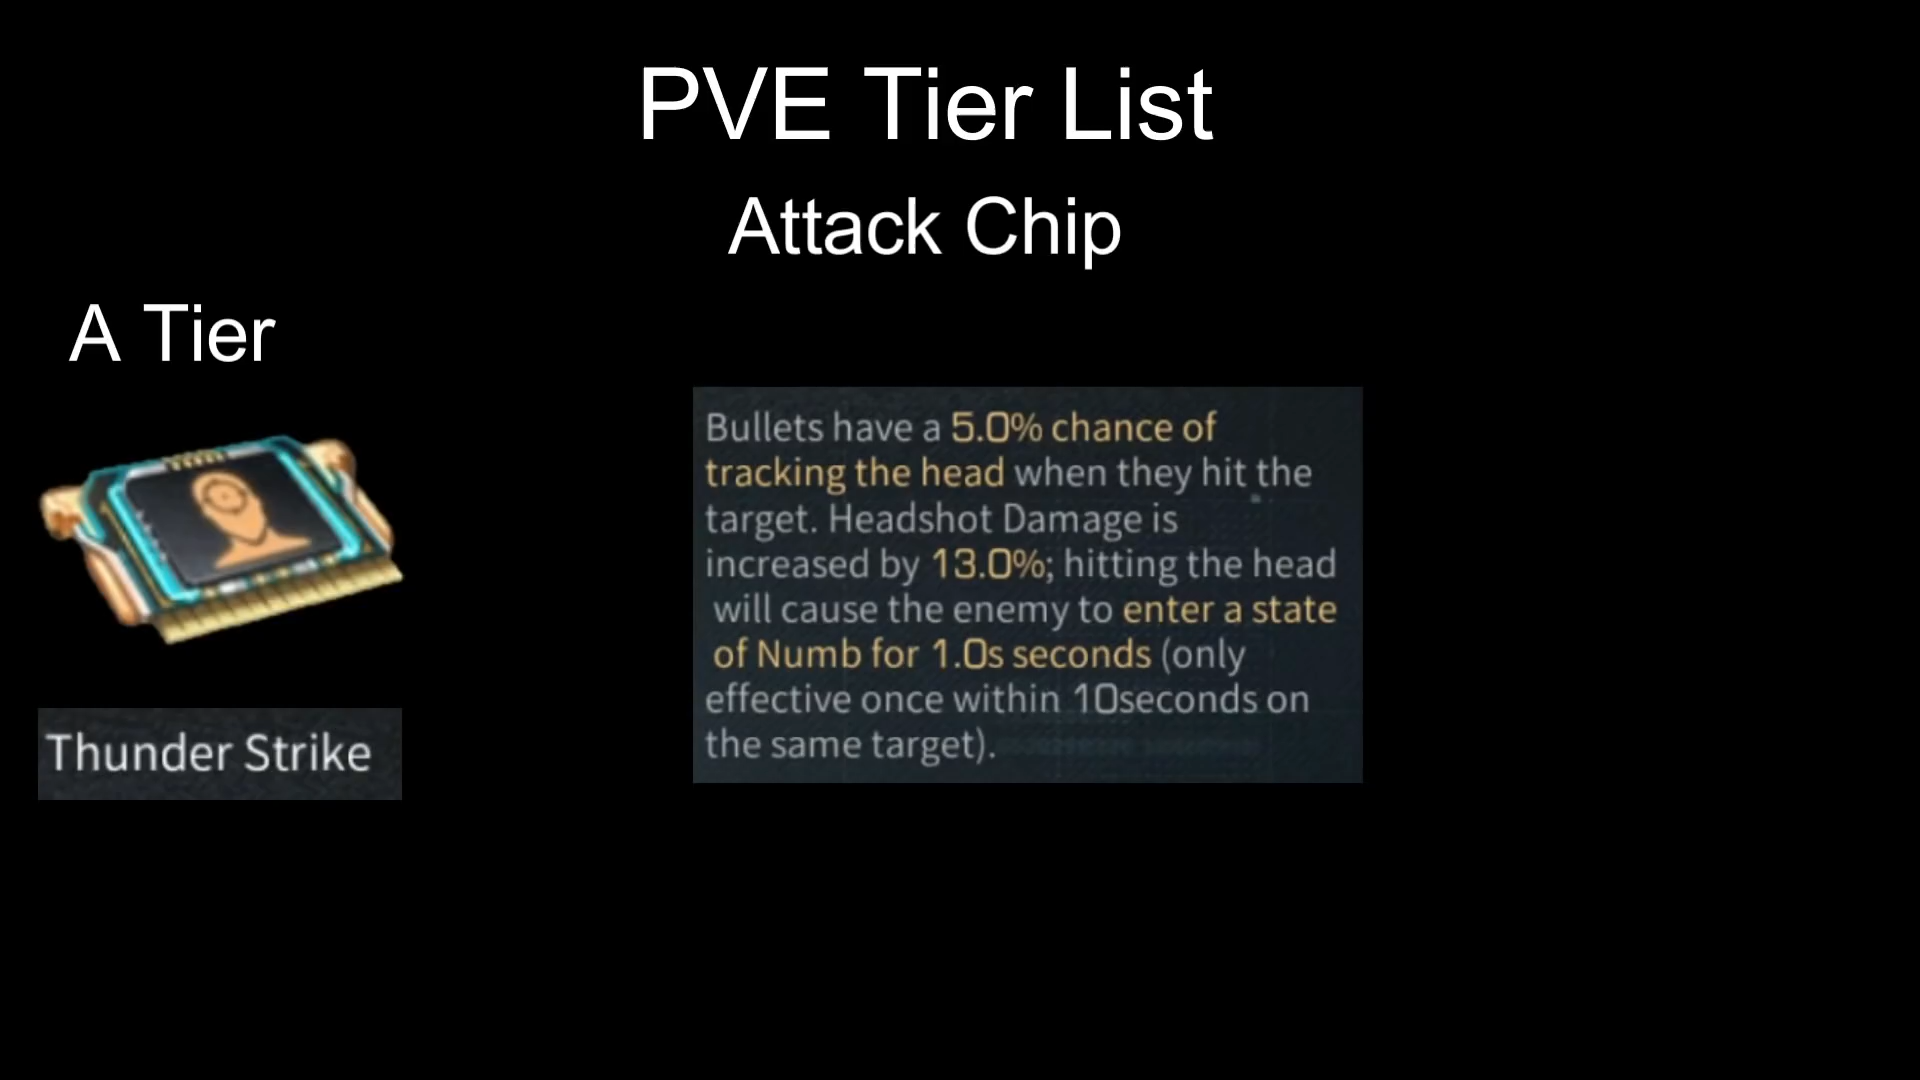 PVE Tier List
Attack Chip
A Tier
Bullets have a 5.0% chance of
tracking the head when they hit the
target. Headshot Damage is
increased by 13.0%; hitting the head
will cause the enemy to enter a state
of Numb for 1.0s seconds (only
effective once within 10seconds on
the same target).
Thunder Strike